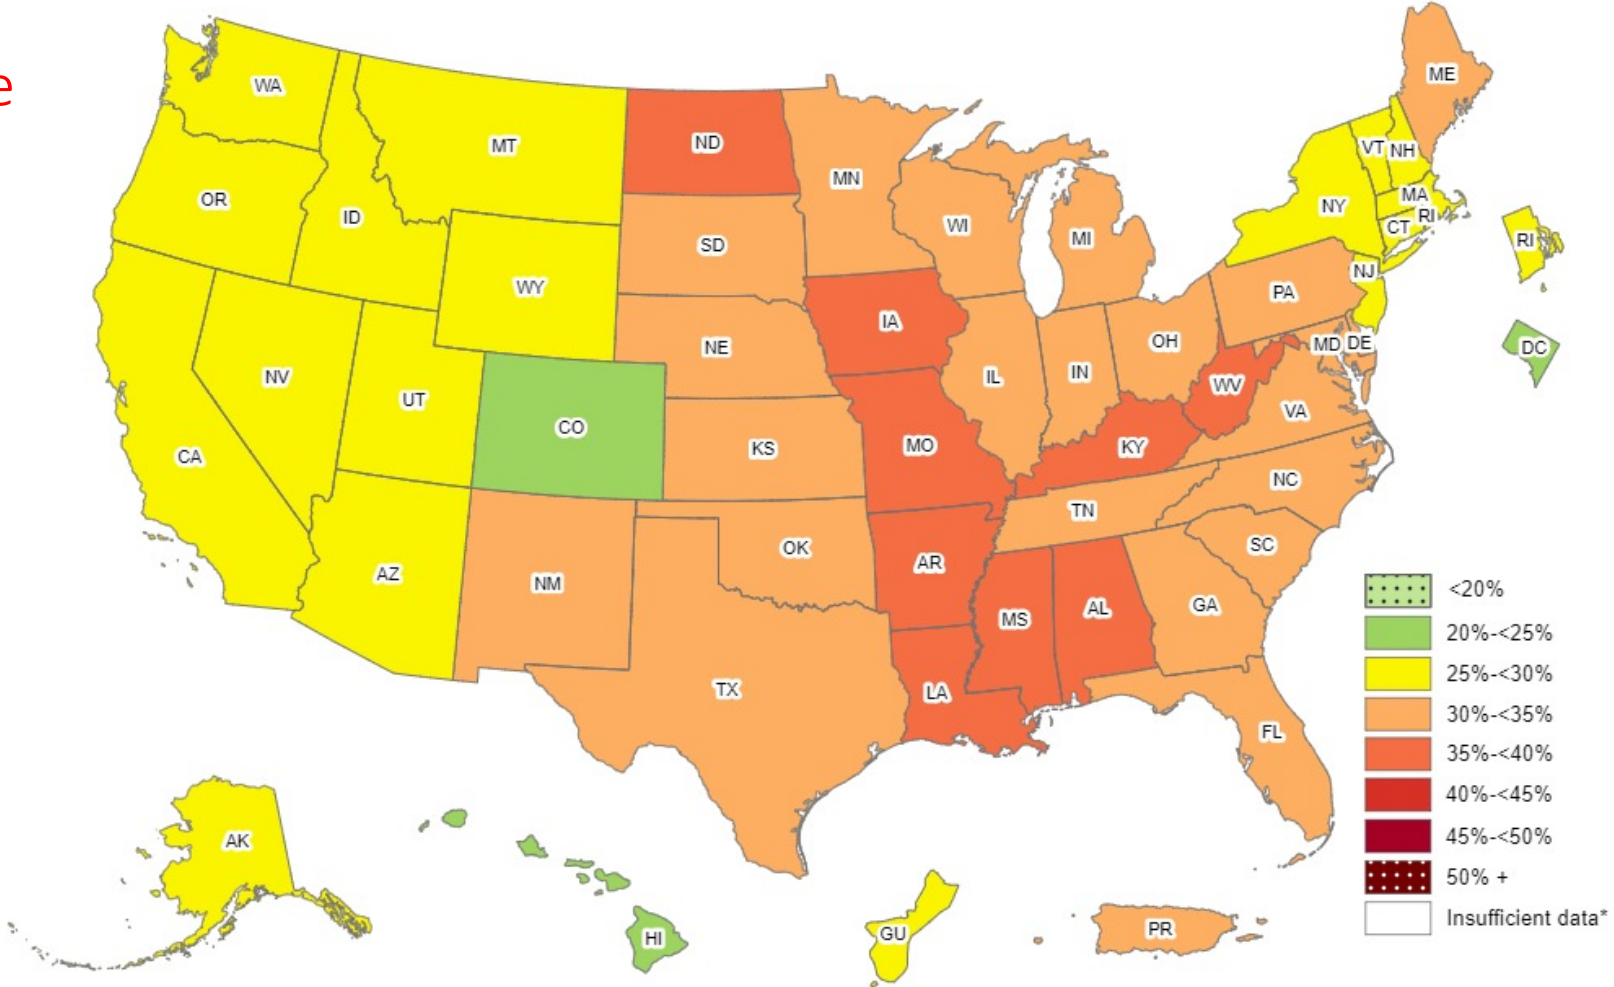 e
WA
MT
ND
MN
ME
VT
NH
OR
ID
SD
WI
MI
NY
MA
RI
CT
RI
WY
IA
PA
NJ
NE
OH
MD
DE
DC
NV
UT
CO
IL
IN
WV
VA
CA
KS
MO
KY
NC
TN
AZ
NM
OK
AR
SC
MS
AL
GA
TX
LA
FL
AK
HI
GU
PR
<20%
20%-<25%
25%-<30%
30%-<35%
35%-<40%
40%-<45%
45%-<50%
50% +
Insufficient data*